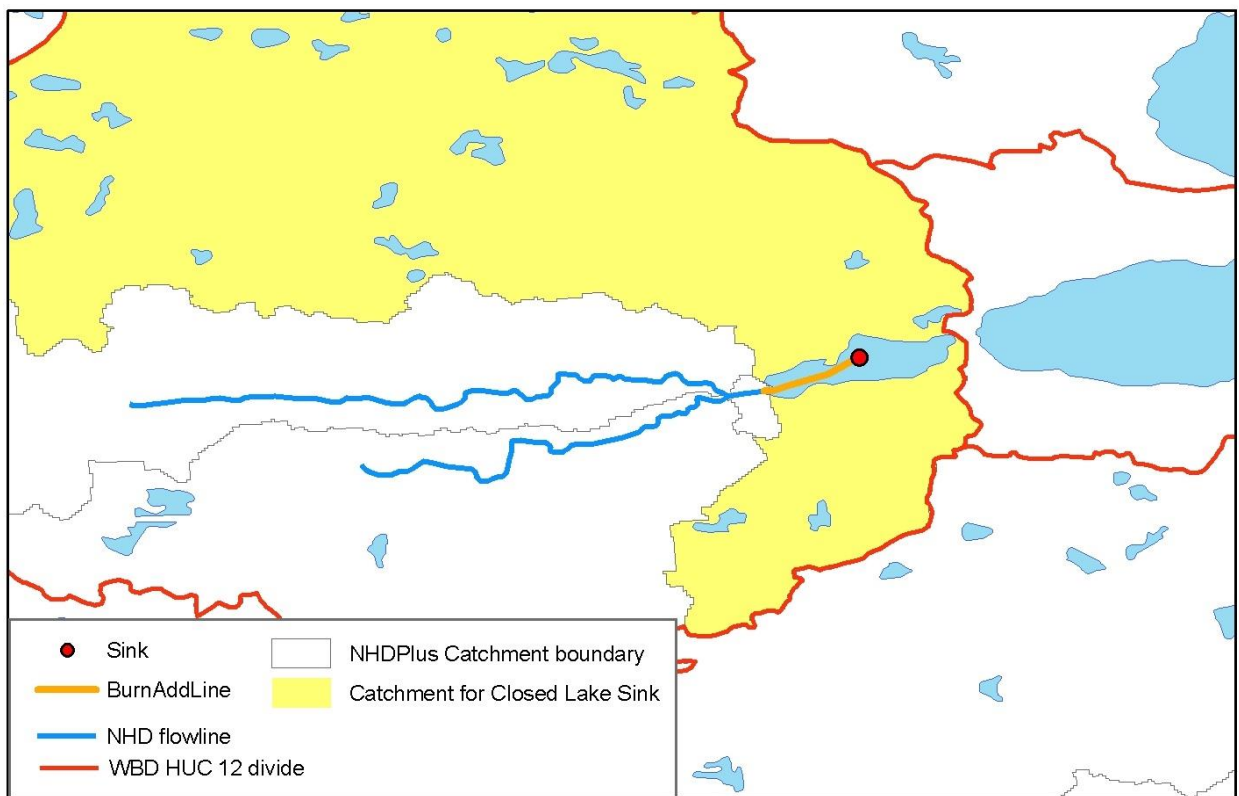 Sink
BurnAddLine
NHD flowline
WBD HUC 12 divide
NHDPlus Catchment boundary
Catchment for Closed Lake Sink